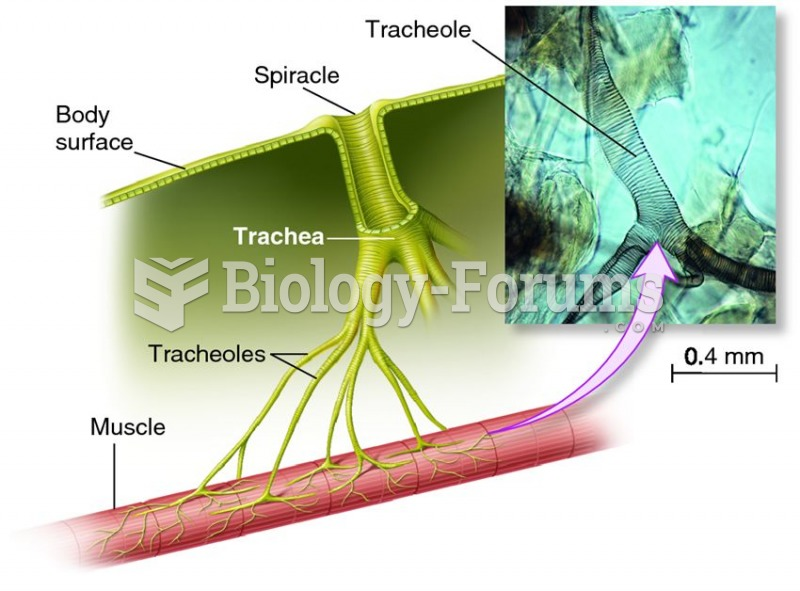 Tracheole
Spiracle
Body
surface
Trachea
Biology-Forums
.COM
Tracheoles
0.4 mm
Muscle